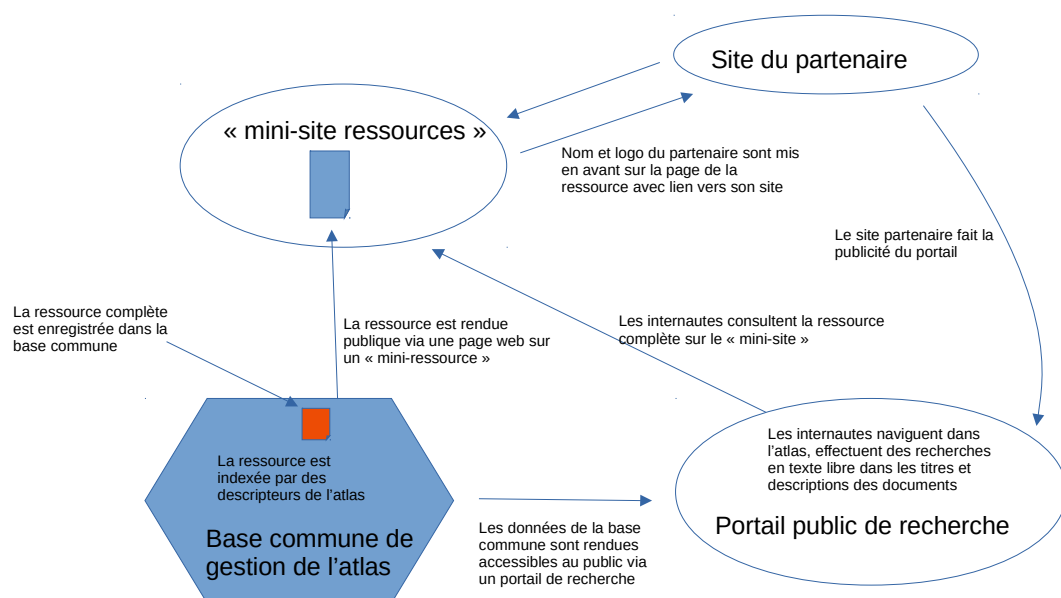 Site du partenaire
« mini-site ressources »
Nom et logo du partenaire sont mis
en avant sur la page de la
ressource avec lien vers son site
Le site partenaire fait la
publicité du portail
La ressource complète
est enregistrée dans la
base commune
La ressource est rendue
publique via une page web sur
un « mini-ressource »
Les internautes consultent la ressource
complète sur le « mini-site »
La ressource est
indexée par des
descripteurs de l’atlas
Base commune de
gestion de l’atlas
Les données de la base
commune sont rendues
accessibles au public via
un portail de recherche
Les internautes naviguent dans
l’atlas, effectuent des recherches
en texte libre dans les titres et
descriptions des documents
Portail public de recherche